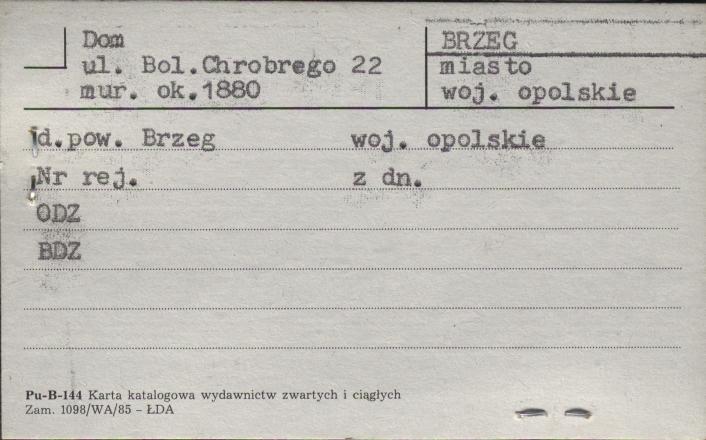 Dom
ul. Bol.Chrobrego 22
mur. ok.1880
BRZEG
miasto
woj. opolskie
d.pow. Brzeg woj. opolskie
Nr rej. z dn.
ODZ
BDZ
Pu-B-144 Karta katalogowa wydawnictw zwartych i ciągłych
Zam. 1098/WA/85 – ŁDA